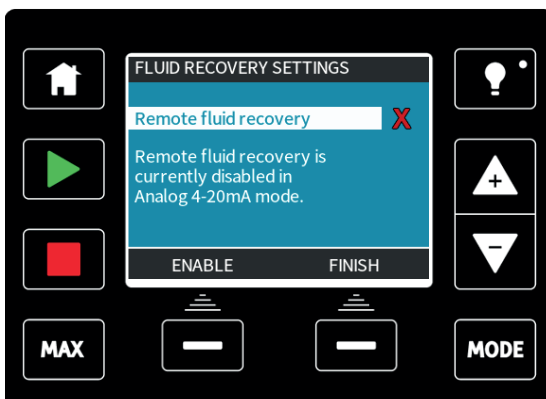 FLUID RECOVERY SETTINGS
Remote fluid recovery X
Remote fluid recovery is
currently disabled in
Analog 4-20mA mode.
ENABLE FINISH
MAX
MODE